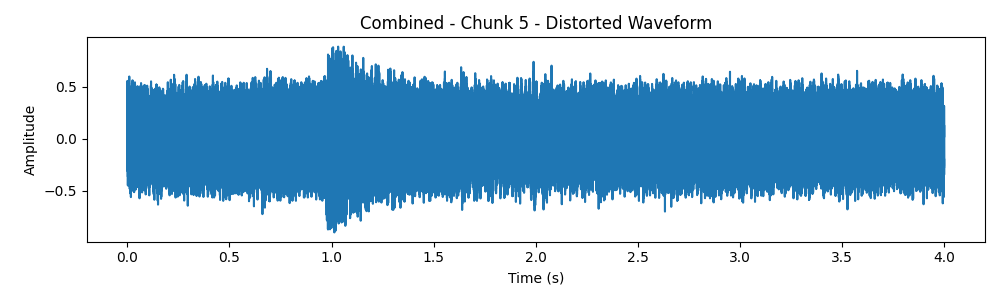 Combined - Chunk 5 - Distorted Waveform
Amplitude
0.5
0.0
−0.5
0.0 0.5 1.0 1.5 2.0 2.5 3.0 3.5 4.0
Time (s)